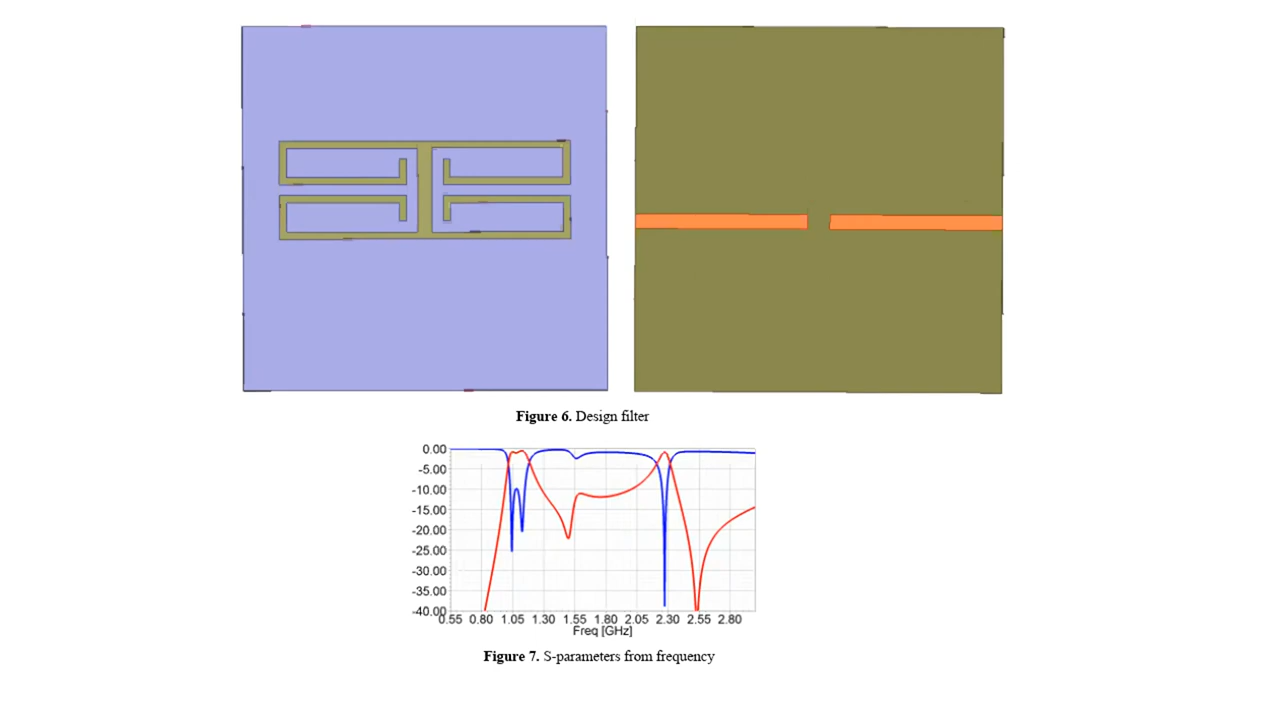 Figure 6. Design filter
0.00
-5.00
-10.00
-15.00
-20.00
-25.00
-30.00
-35.00
-40.00
0.55 0.80 1.05 1.30 1.55 1.80 2.05 2.30 2.55 2.80
Freq [GHz]
Figure 7. S-parameters from frequency